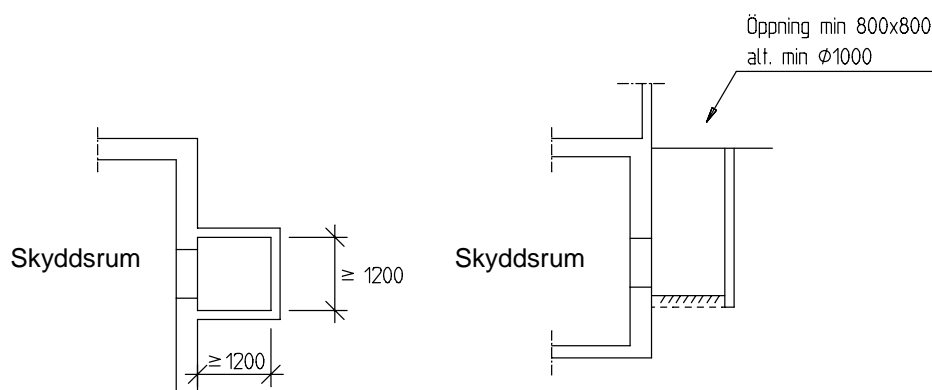 Öppning min 800x800
alt. min Ø1000
Skyddsrum
≥ 1200
≥ 1200
Skyddsrum